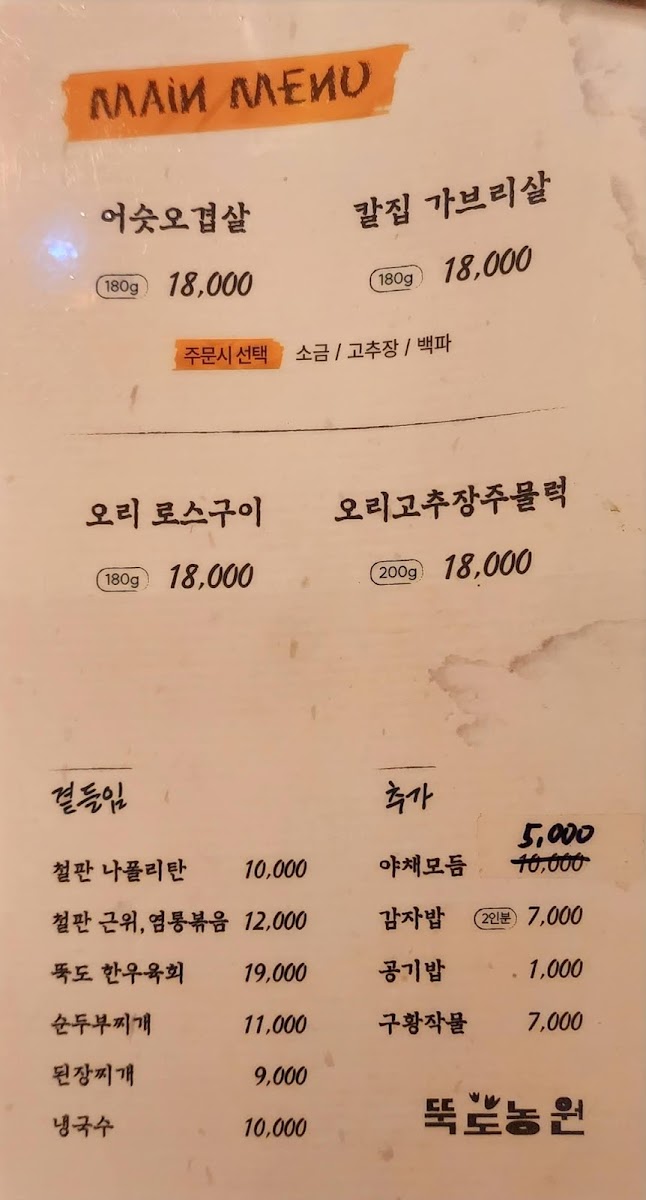 MAIN MENU
어슷오겹살
180g 18,000
칼집 가브리살
180g 18,000
주문시 선택 소금 / 고추장 / 백파
오리 로스구이
180g 18,000
오리고추장주물럭
200g 18,000
곁들임
철판 나폴리탄 10,000
철판 근위,염통볶음 12,000
뚝도 한우육회 19,000
순두부찌개 11,000
된장찌개 9,000
냉국수 10,000
추가
5,000
야채모듬 10,000
감자밥 2인분 7,000
공기밥 1,000
구황작물 7,000
뚝도농원